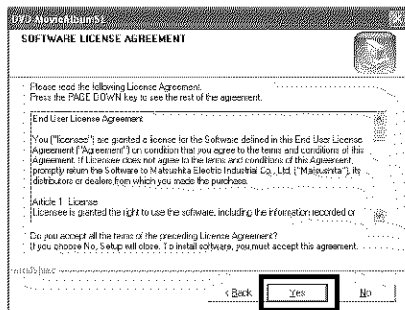 DVD-MovieAlbumSE
SOFTWARE LICENSE AGREEMENT
Please read the following License Agreement.
Press the PAGE DOWN key to see the rest of the agreement.
End User License Agreement
You ("Licensee") are granted a license for the Software defined in this End User License
Agreement ("Agreement") on condition that you agree to the terms and conditions of this
Agreement. If Licensee does not agree to the terms and conditions of this Agreement,
promptly return the Software to Matsushita Electric Industrial Co., Ltd. ("Matsushita"), its
distributors or dealers from which you made the purchase.
Article 1 License
Licensee is granted the right to use the software, including the information recorded or
Do you accept all the terms of the preceding License Agreement?
If you choose No, Setup will close. To install software, you must accept this agreement.
< Back
Yes
No